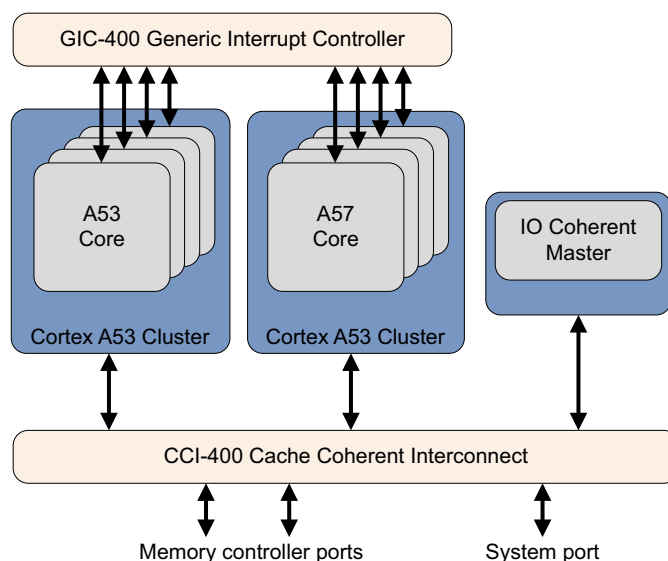 GIC-400 Generic Interrupt Controller
A53
Core
A57
Core
IO Coherent
Master
Cortex A53 Cluster
Cortex A53 Cluster
CCI-400 Cache Coherent Interconnect
Memory controller ports
System port